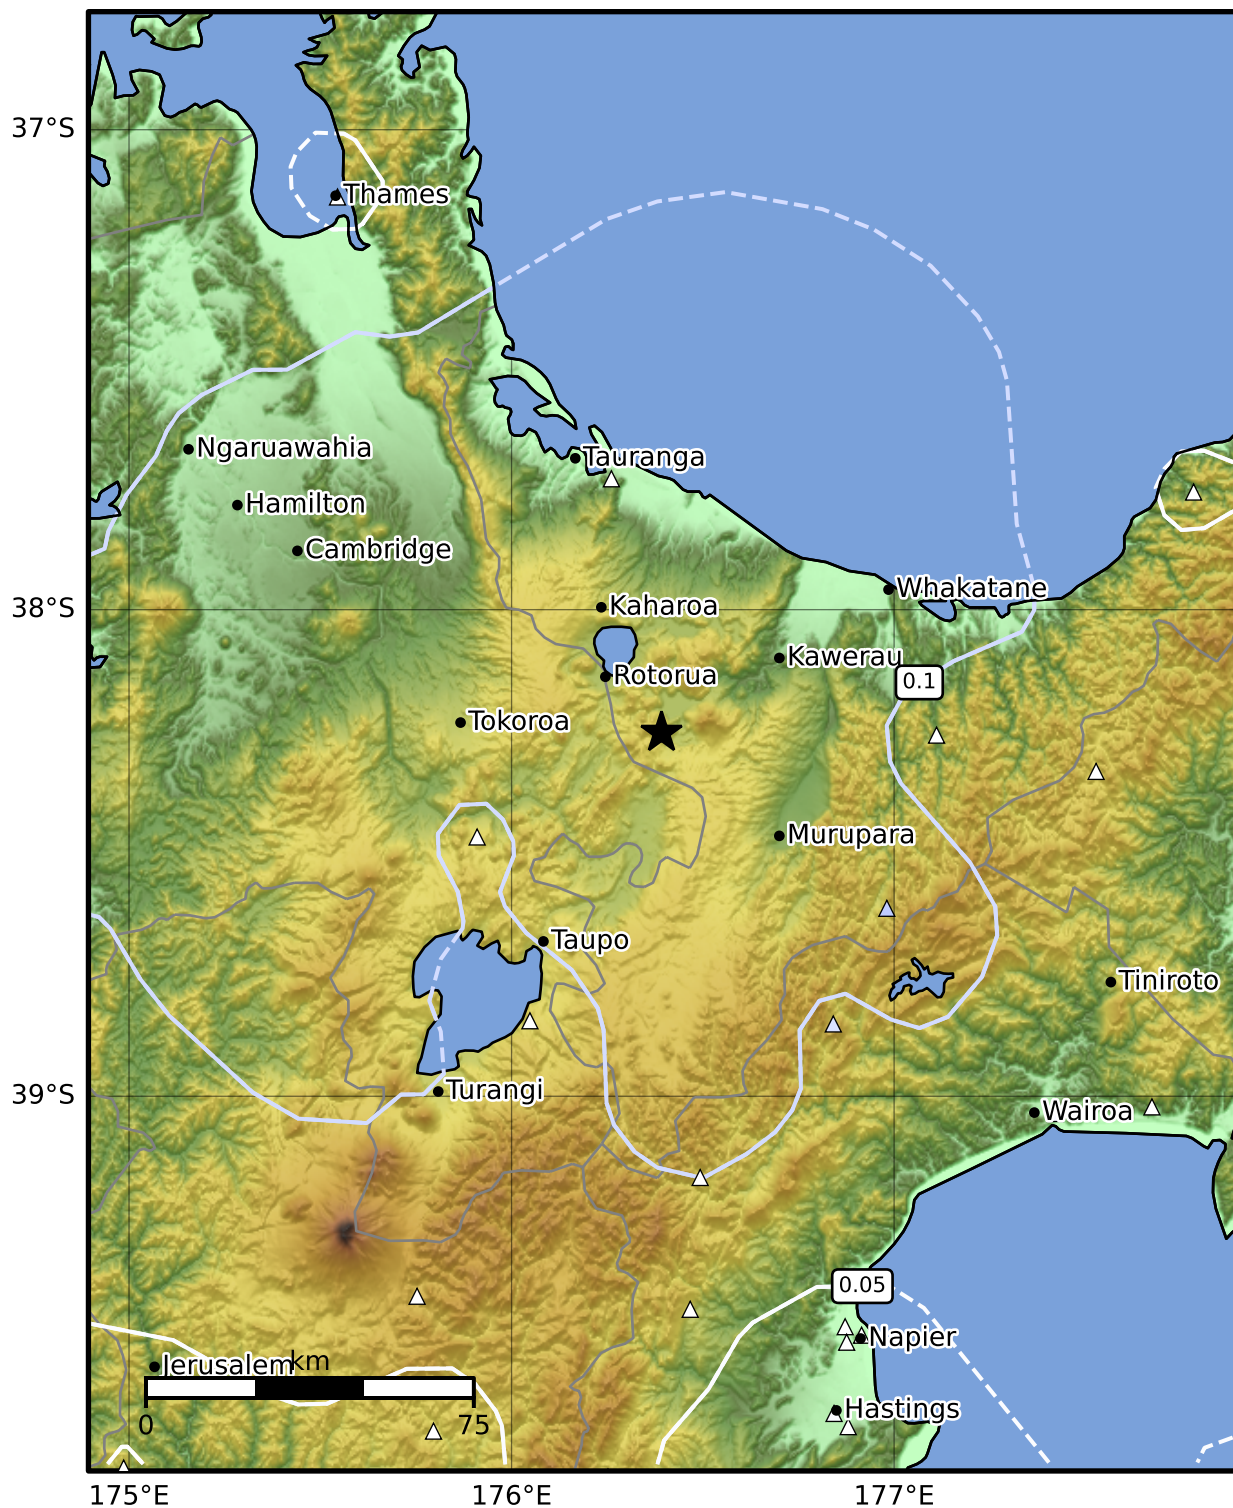 37°S
Thames
Ngaruawahia
Tauranga
Hamilton
Cambridge
38°S
Whakatane
Kaharoa
Kawerau
Rotorua
0.1
Tokoroa
Murupara
Taupo
Tiniroto
39°S
Turangi
Wairoa
0.05
Napier
Jerusalem
km
0
75
Hastings
175°E
176°E
177°E